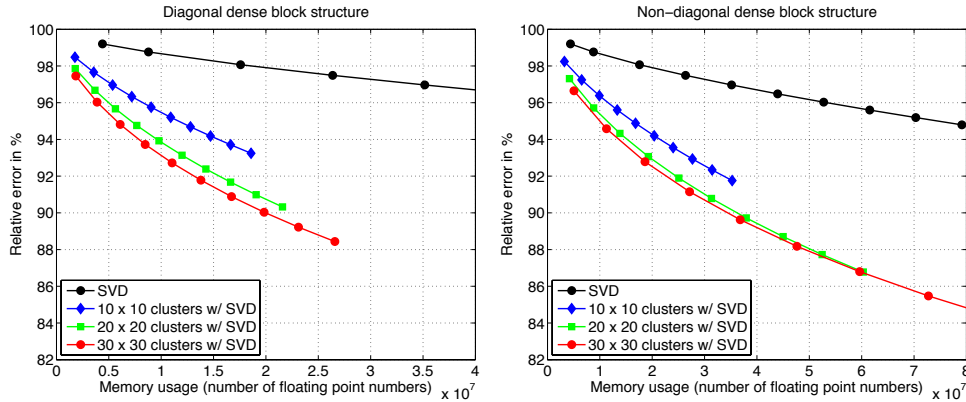 Diagonal dense block structure
100
98
96
94
92
90
88
86
84
82
Relative error in %
SVD
10 x 10 clusters w/ SVD
20 x 20 clusters w/ SVD
30 x 30 clusters w/ SVD
0 0.5 1 1.5 2 2.5 3 3.5 4
Memory usage (number of floating point numbers) x 10^7
Non−diagonal dense block structure
100
98
96
94
92
90
88
86
84
82
Relative error in %
SVD
10 x 10 clusters w/ SVD
20 x 20 clusters w/ SVD
30 x 30 clusters w/ SVD
0 1 2 3 4 5 6 7 8
Memory usage (number of floating point numbers) x 10^7